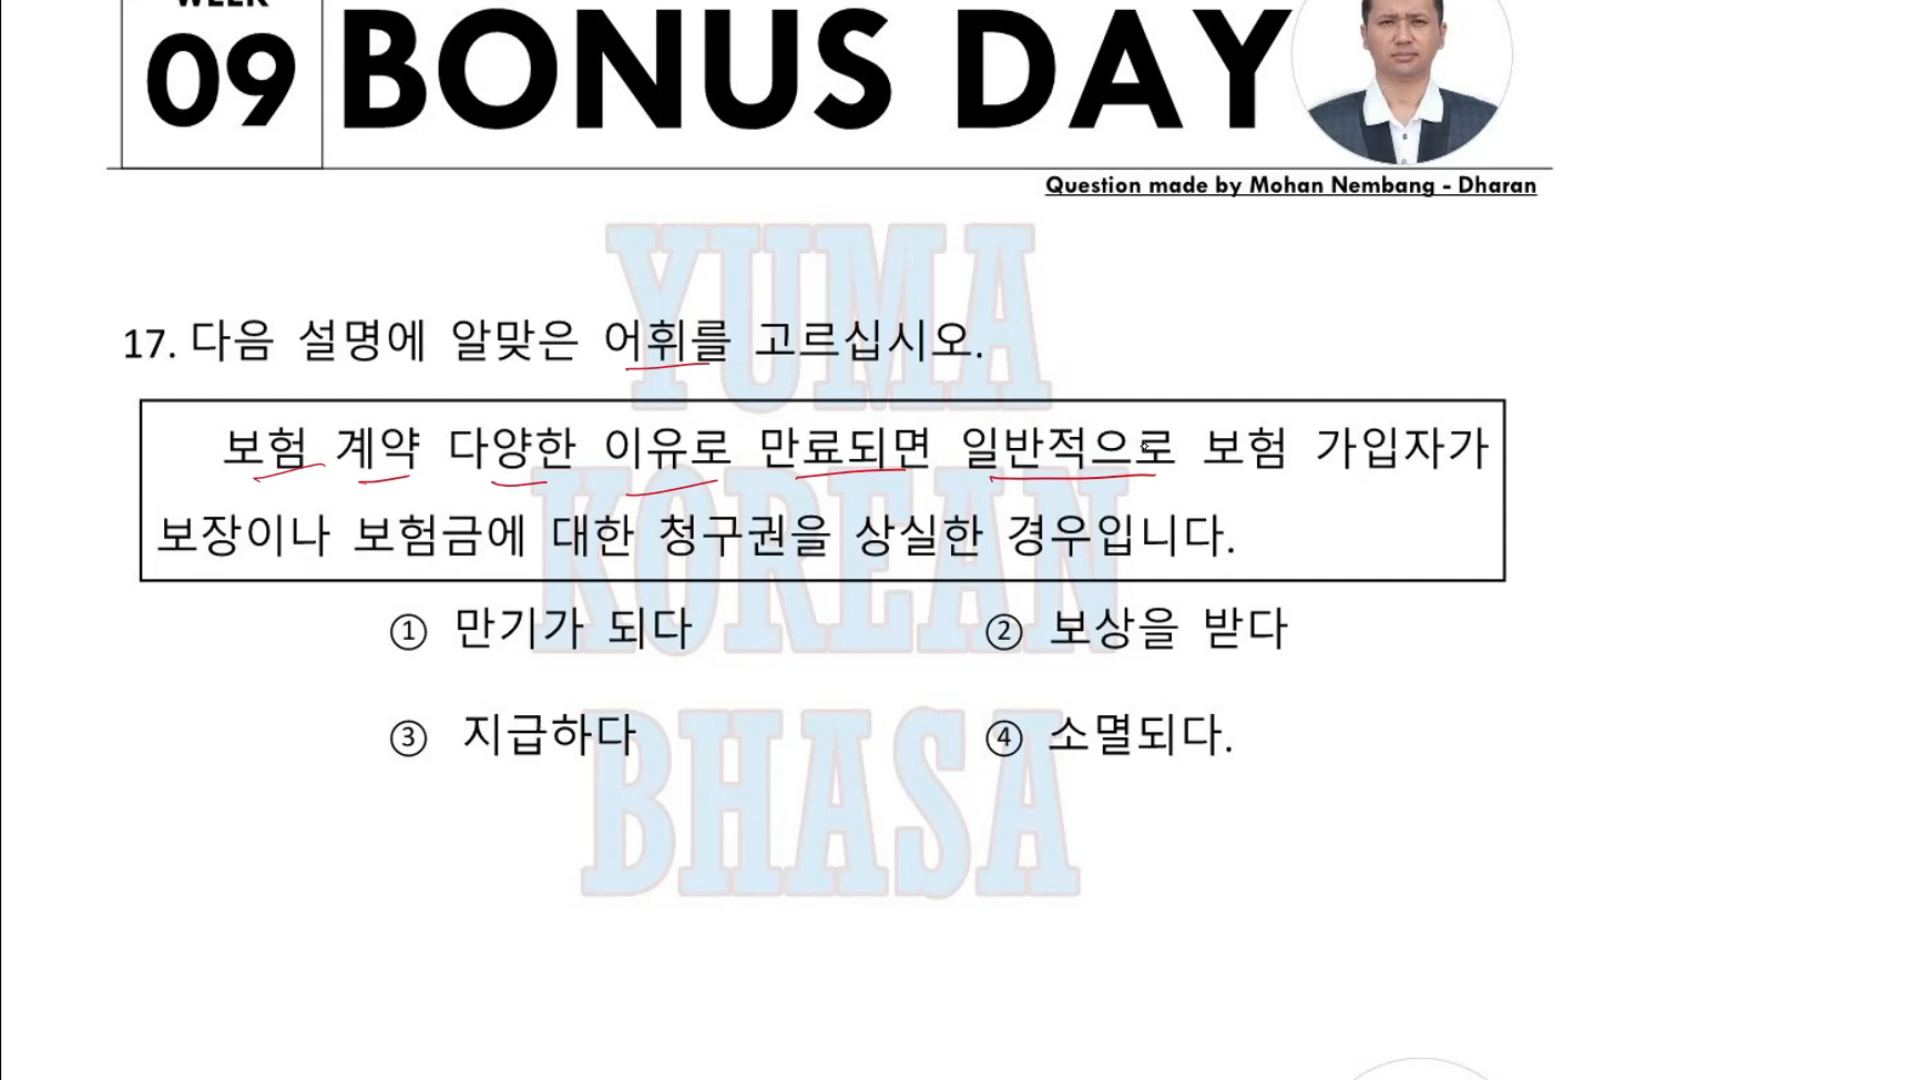 WEEK
09
BONUS DAY
Question made by Mohan Nembang - Dharan
YUMA
KOREAN
BHASA
17. 다음 설명에 알맞은 어휘를 고르십시오.
보험 계약 다양한 이유로 만료되면 일반적으로 보험 가입자가
보장이나 보험금에 대한 청구권을 상실한 경우입니다.
① 만기가 되다 ② 보상을 받다
③ 지급하다 ④ 소멸되다.